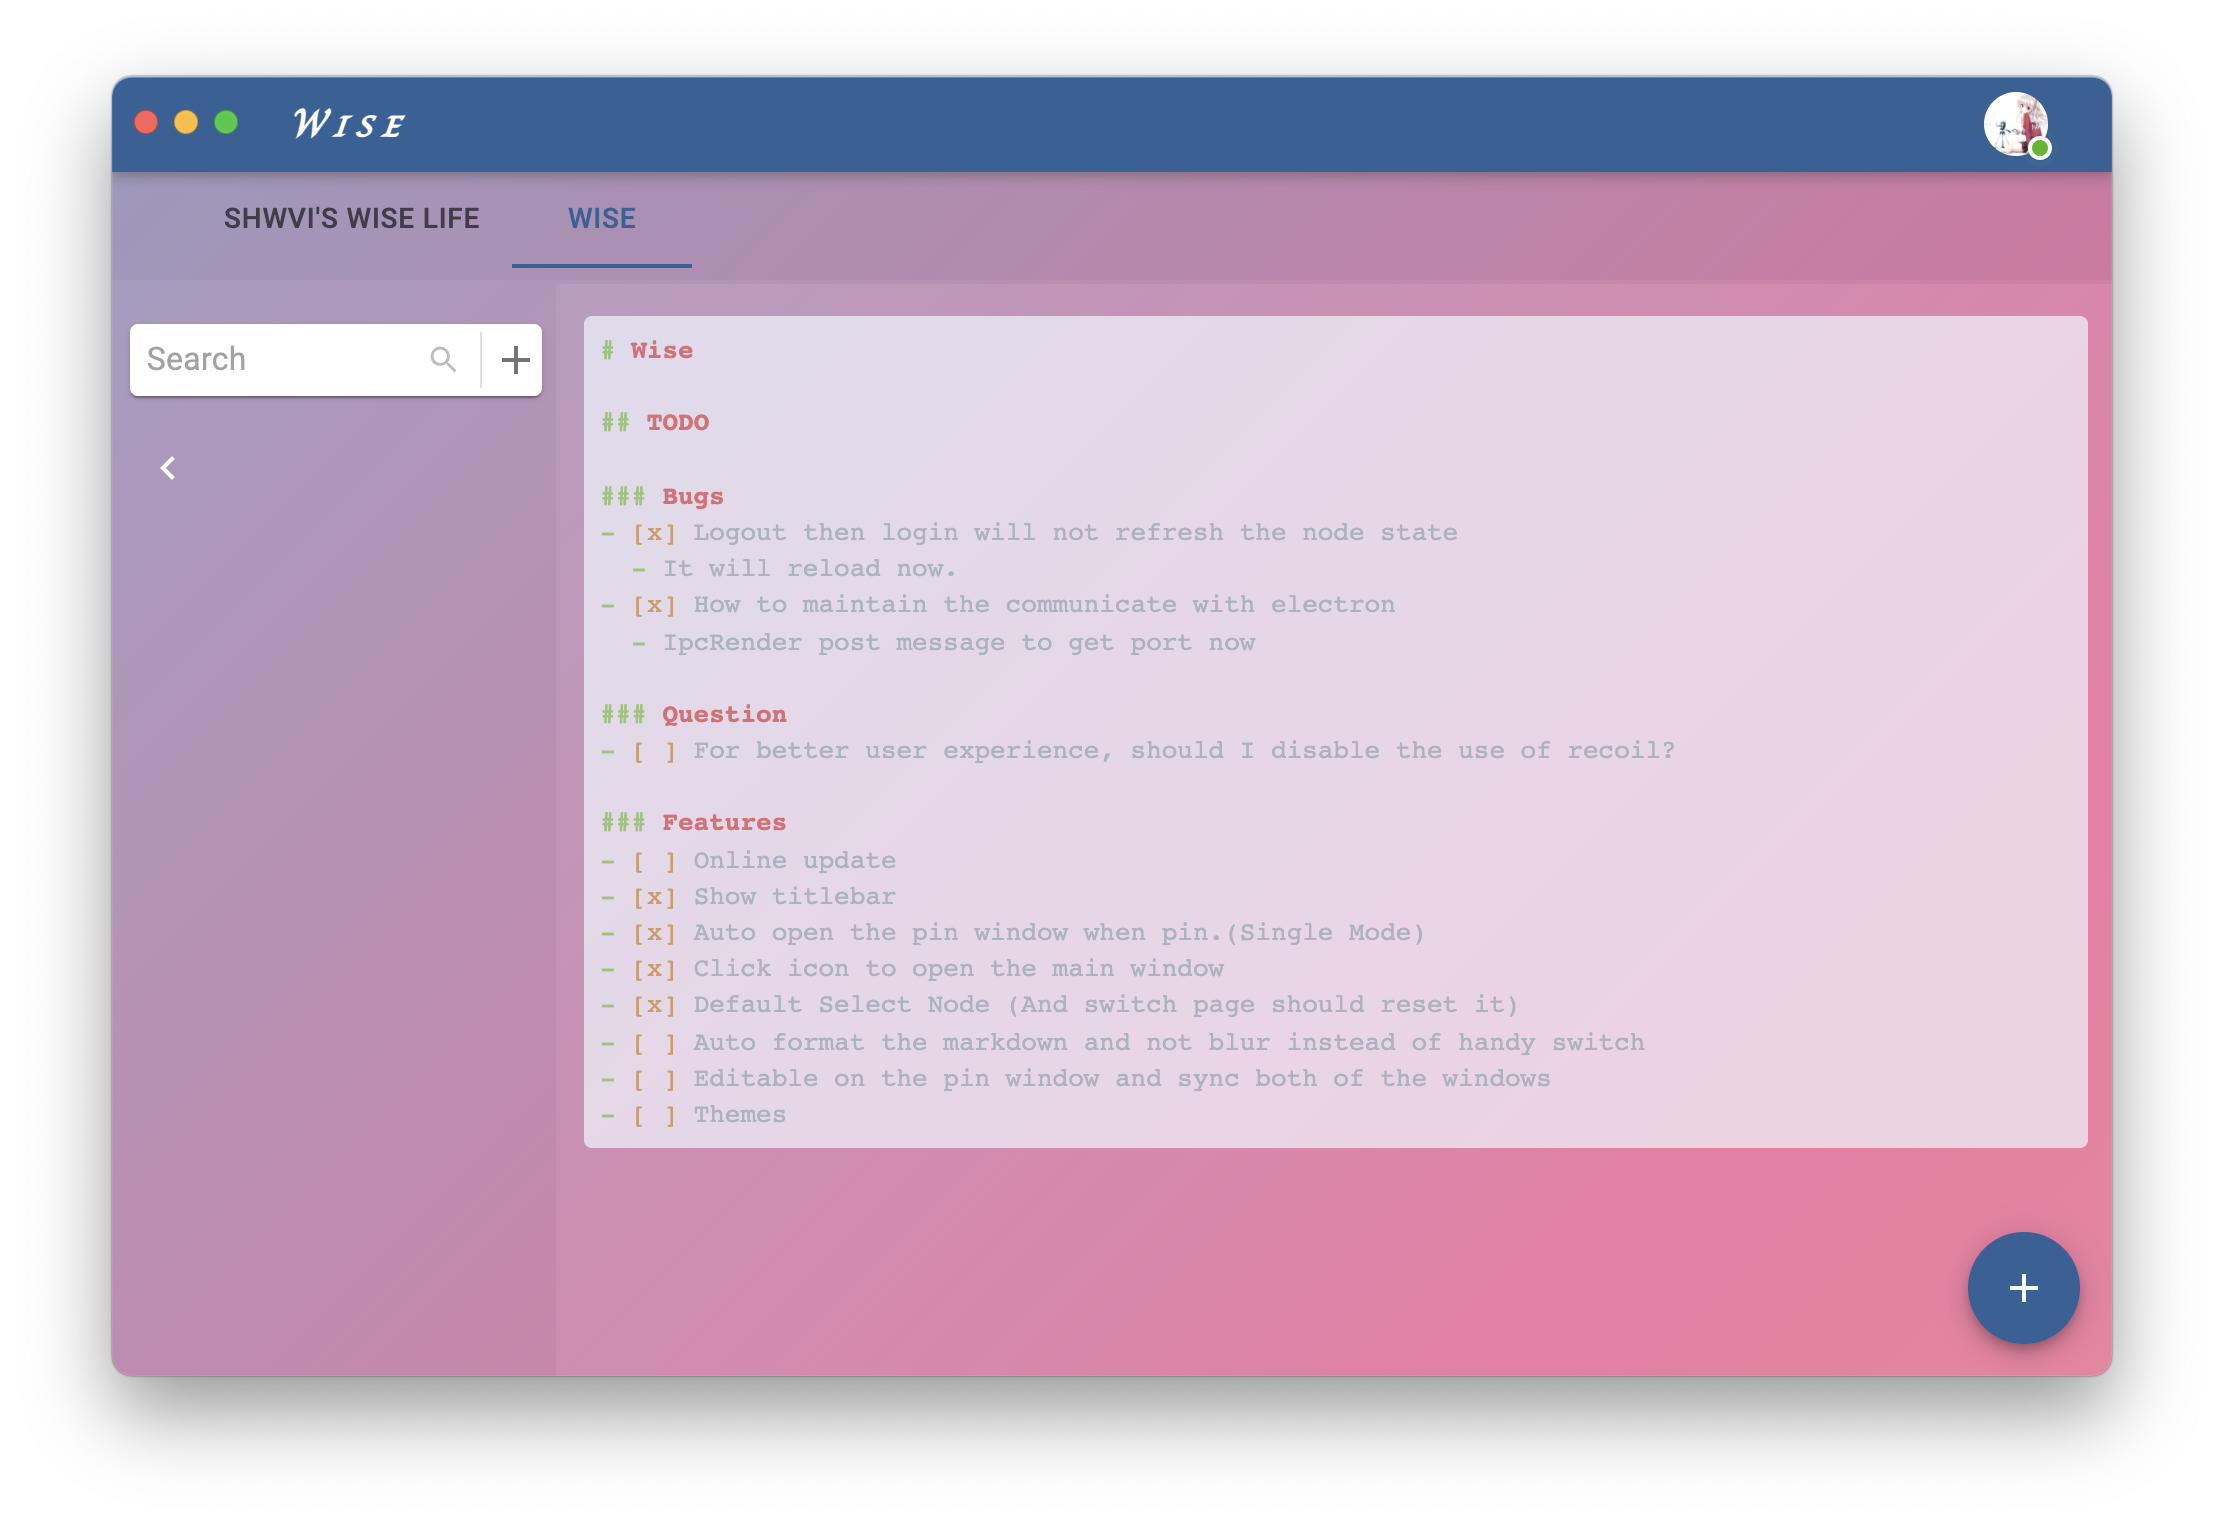 WISE
SHWVI'S WISE LIFE
WISE
Search
# Wise
## TODO
### Bugs
- [x] Logout then login will not refresh the node state
- It will reload now.
- [x] How to maintain the communicate with electron
- IpcRender post message to get port now
### Question
- [ ] For better user experience, should I disable the use of recoil?
### Features
- [ ] Online update
- [x] Show titlebar
- [x] Auto open the pin window when pin.(Single Mode)
- [x] Click icon to open the main window
- [x] Default Select Node (And switch page should reset it)
- [ ] Auto format the markdown and not blur instead of handy switch
- [ ] Editable on the pin window and sync both of the windows
- [ ] Themes